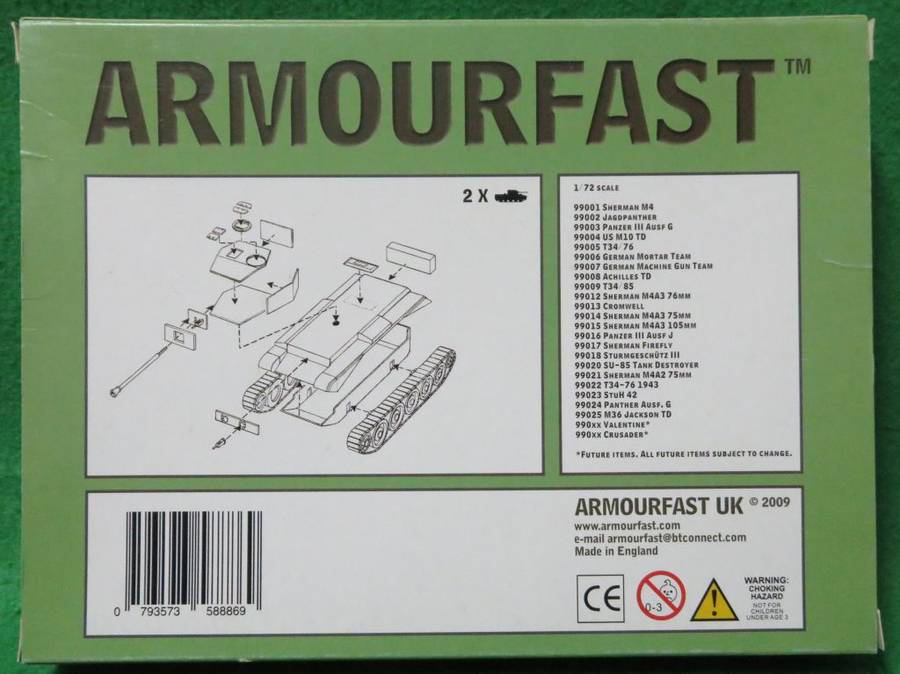 ARMOURFAST™
2 X
1/72 SCALE
99001 SHERMAN M4
99002 JAGDPANTHER
99003 PANZER III AUSF G
99004 US M10 TD
99005 T34/76
99006 GERMAN MORTAR TEAM
99007 GERMAN MACHINE GUN TEAM
99008 ACHILLES TD
99009 T34/85
99012 SHERMAN M4A3 76MM
99013 CROMWELL
99014 SHERMAN M4A3 75MM
99015 SHERMAN M4A3 105MM
99016 PANZER III AUSF J
99017 SHERMAN FIREFLY
99018 STURMGESCHÜTZ III
99020 SU-85 TANK DESTROYER
99021 SHERMAN M4A2 75MM
99022 T34-76 1943
99023 STUH 42
99024 PANTHER AUSF. G
99025 M36 JACKSON TD
990XX VALENTINE*
990XX CRUSADER*
*FUTURE ITEMS. ALL FUTURE ITEMS SUBJECT TO CHANGE.
0 793573 588869
ARMOURFAST UK © 2009
www.armourfast.com
e-mail armourfast@btconnect.com
Made in England
CE
0-3
WARNING:
CHOKING
HAZARD
NOT FOR
CHILDREN
UNDER AGE 3